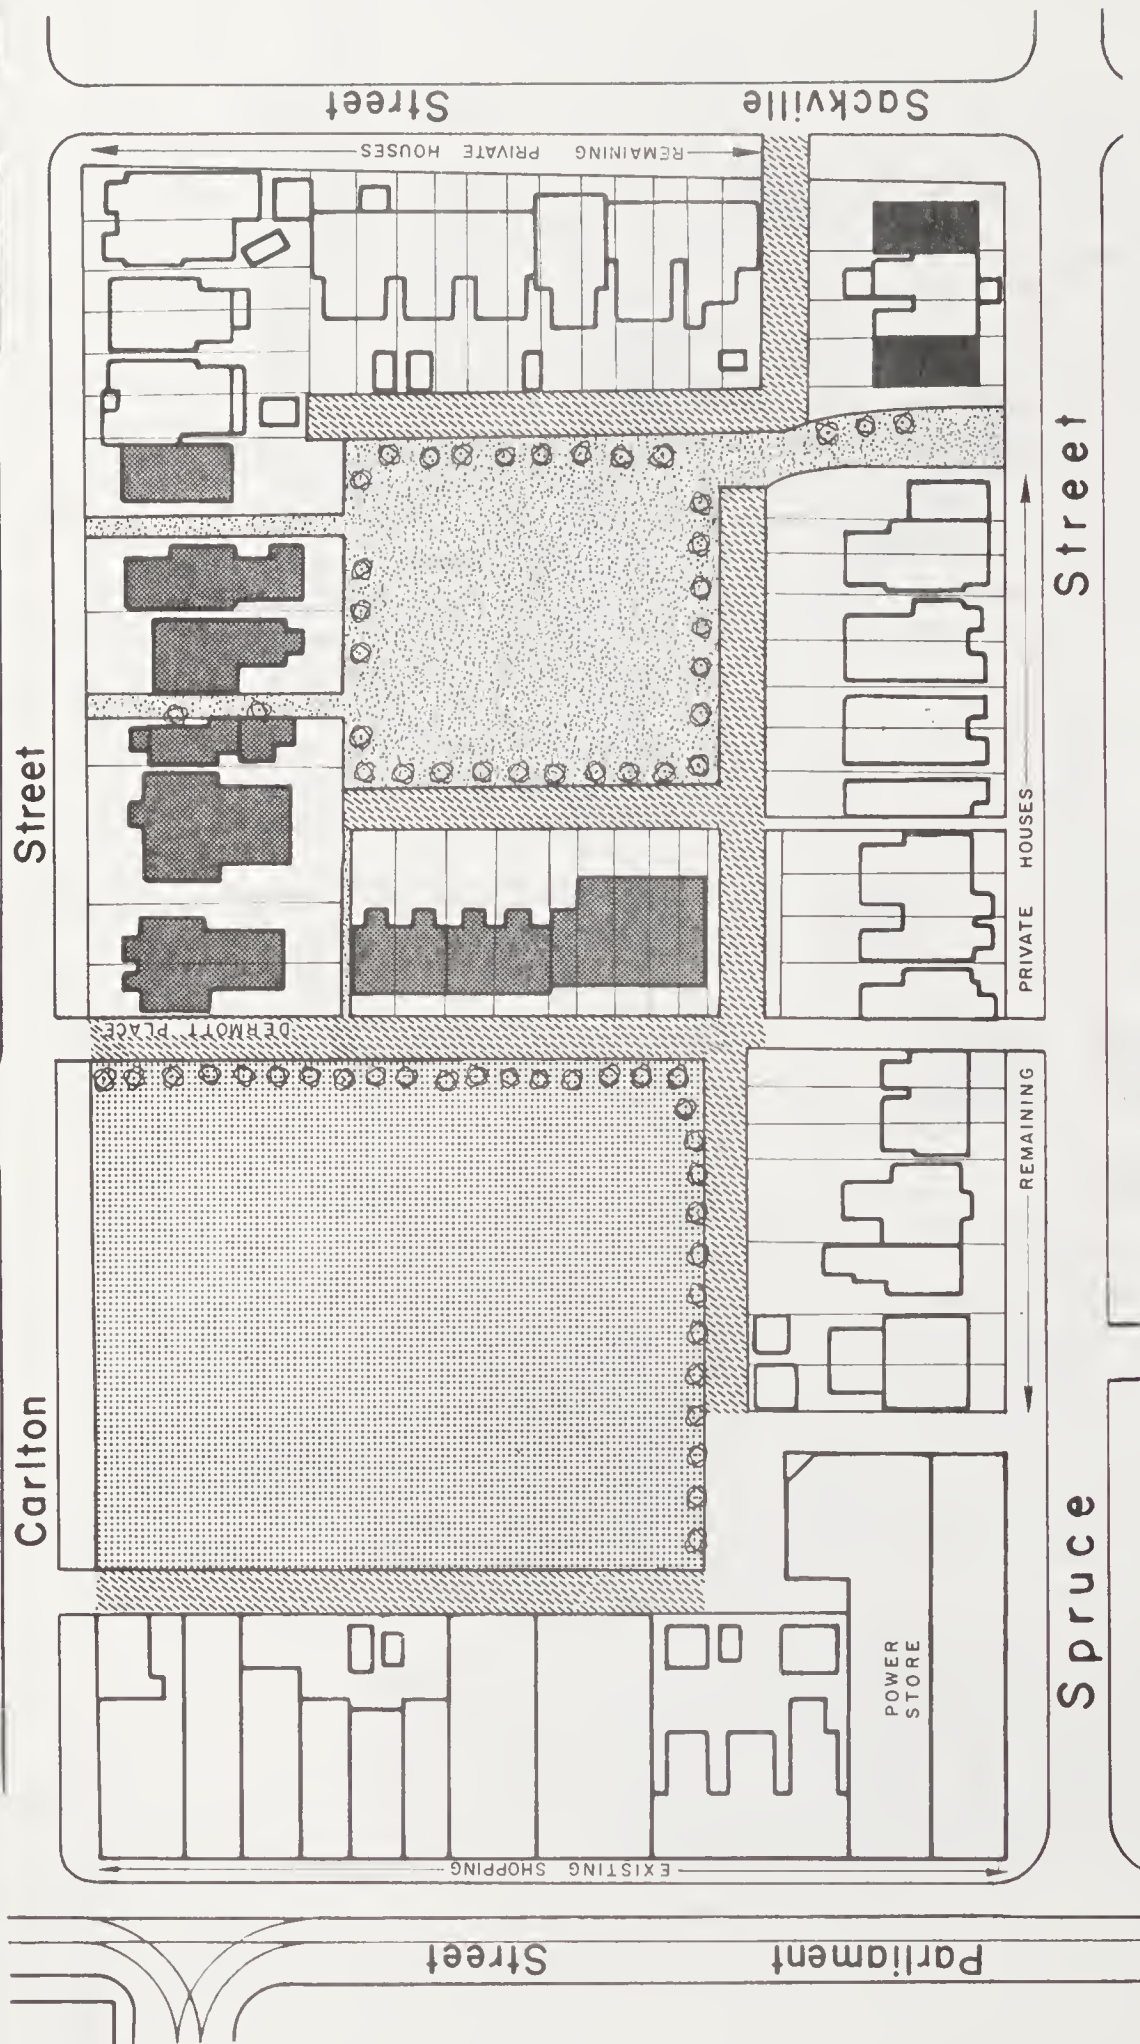 Sackville Street
REMAINING PRIVATE HOUSES
Carlton Street
DERMOTT PLACE
Spruce Street
REMAINING PRIVATE HOUSES
POWER
STORE
EXISTING SHOPPING
Parliament Street